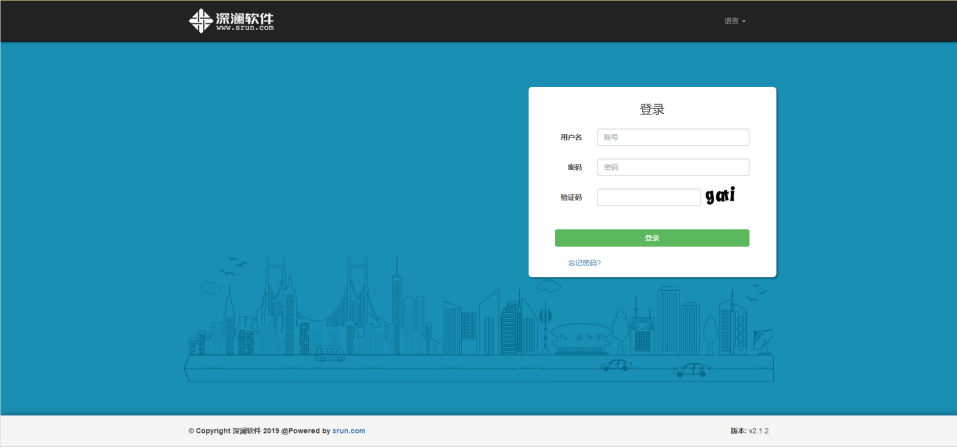 深澜软件
www.srun.com
语言
登录
用户名 账号
密码 密码
验证码 gati
登录
忘记密码?
© Copyright 深澜软件 2019 @Powered by srun.com
版本: v2.1.2